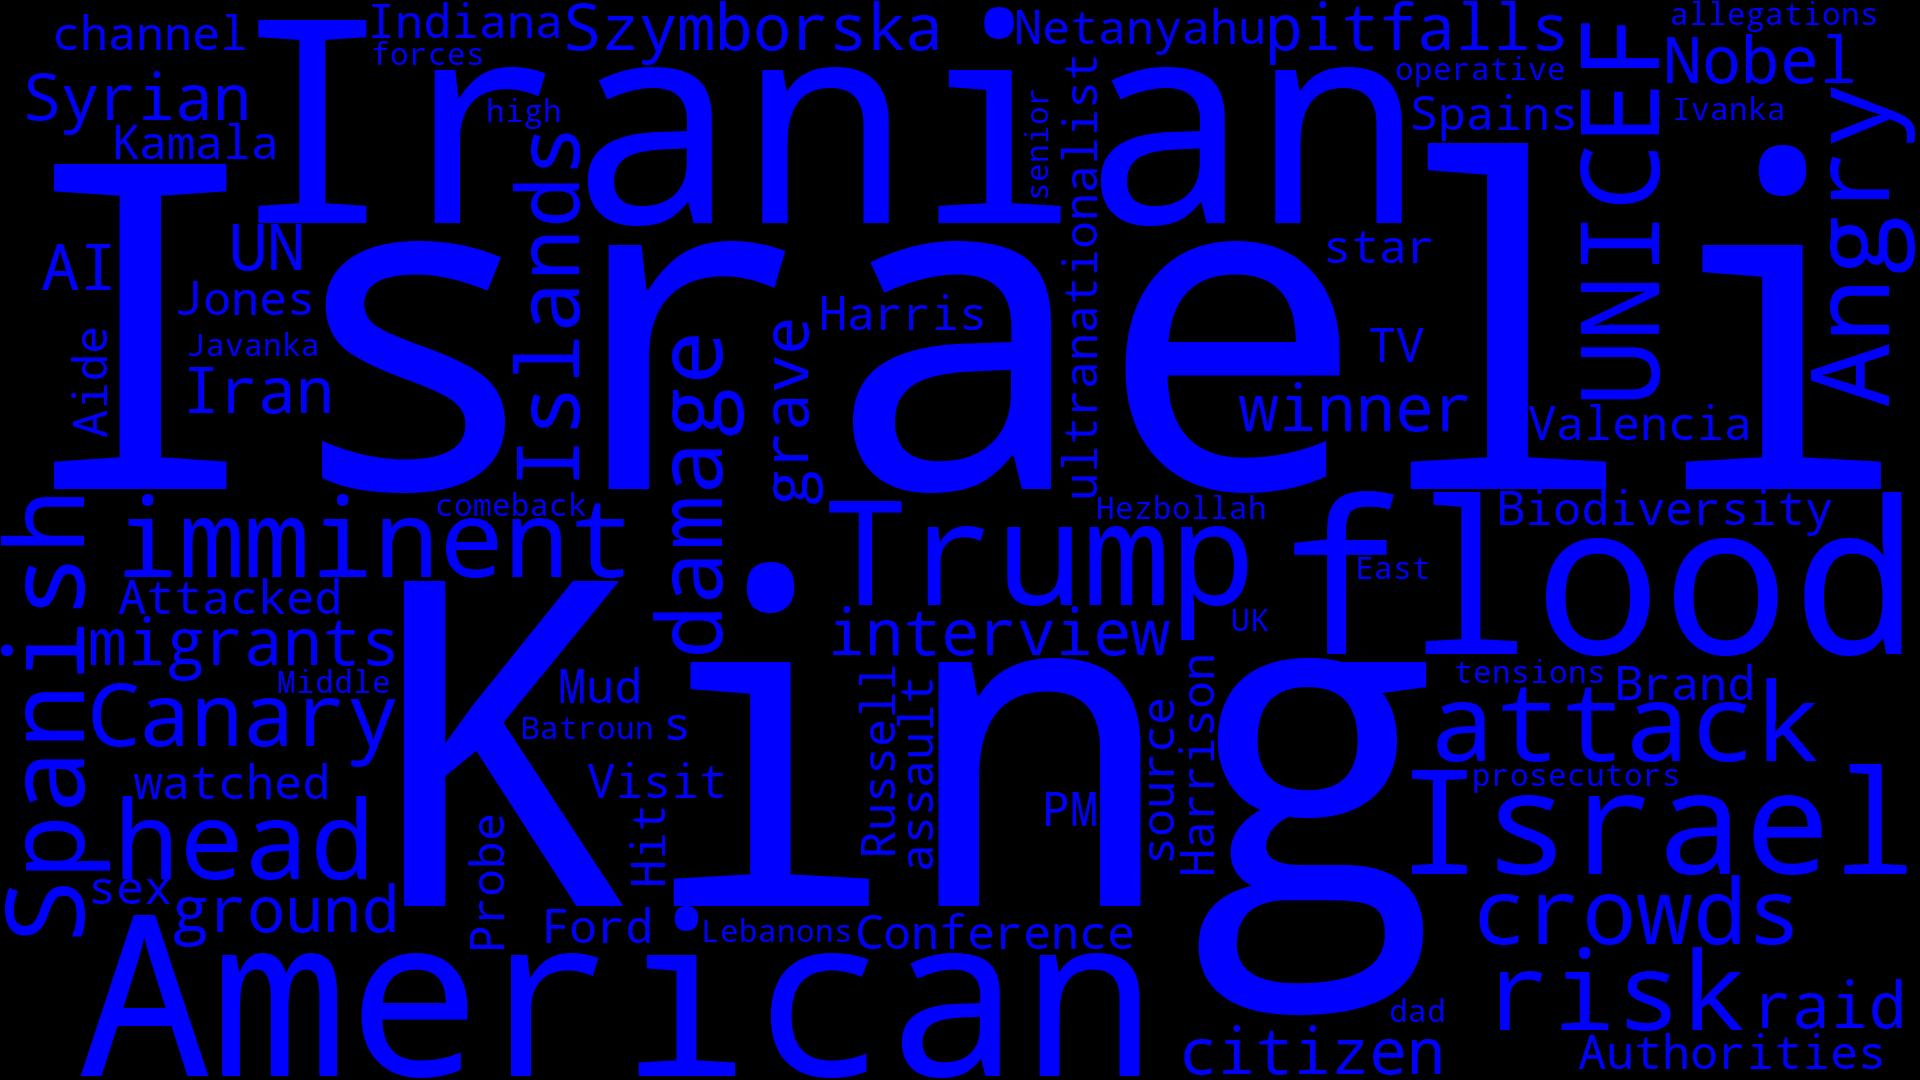 channel
Indiana
Szymborska
Netanyahu
pitfalls
allegations
forces
Iranian
Nobel
Syrian
high
operative
Ivanka
Kamala
Spains
senior
ultranationalist
UNICEF
Angry
Islands
Israeli
AI
UN
star
Jones
Harris
Javanka
TV
Iran
Aide
damage
grave
winner
Valencia
Spanish
imminent
comeback
Trump
Hezbollah
flood
Biodiversity
East
Attacked
UK
migrants
interview
King
Middle
Mud
tensions
Brand
Canary
Batroun
s
Russell
assault
source
Harrison
attack
watched
Visit
prosecutors
PM
Israel
head
Probe
Hit
sex
ground
Ford
Lebanons
Conference
crowds
American
risk
raid
dad
citizen
Authorities